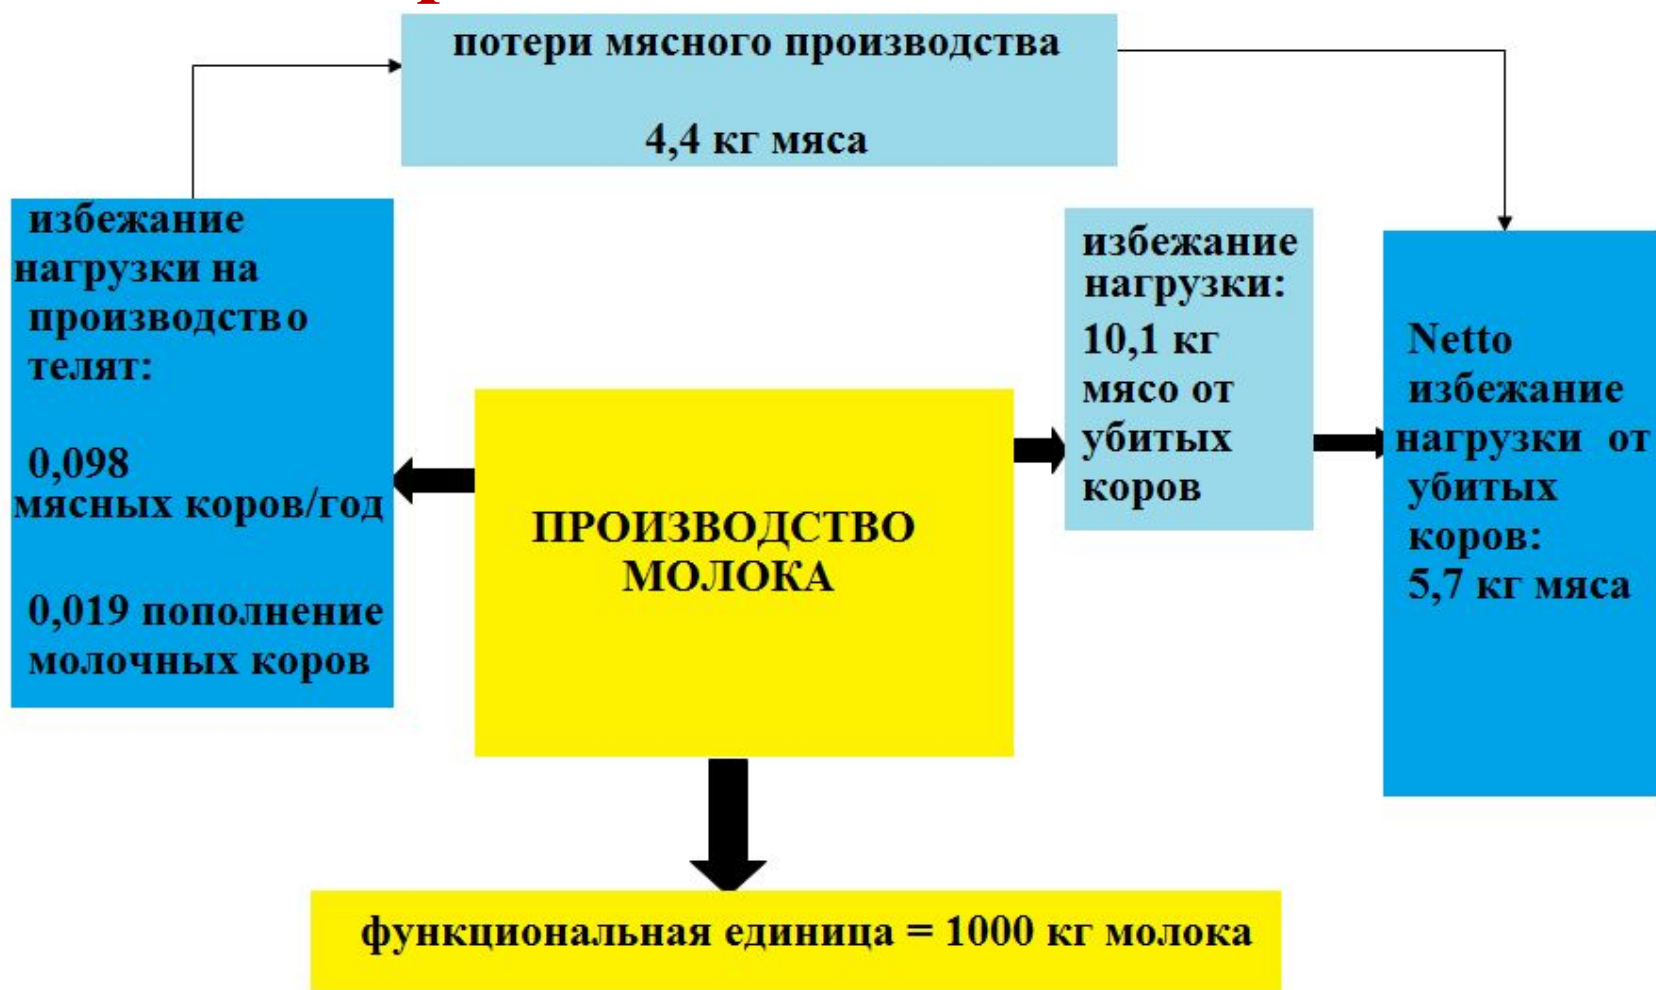 потери мясного производства
4,4 кг мяса
избежание
нагрузки на
производство
телят:
0,098
мясных коров/год
0,019 пополнение
молочных коров
ПРОИЗВОДСТВО
МОЛОКА
избежание
нагрузки:
10,1 кг
мясо от
убитых
коров
Netto
избежание
нагрузки от
убитых
коров:
5,7 кг мяса
функциональная единица = 1000 кг молока